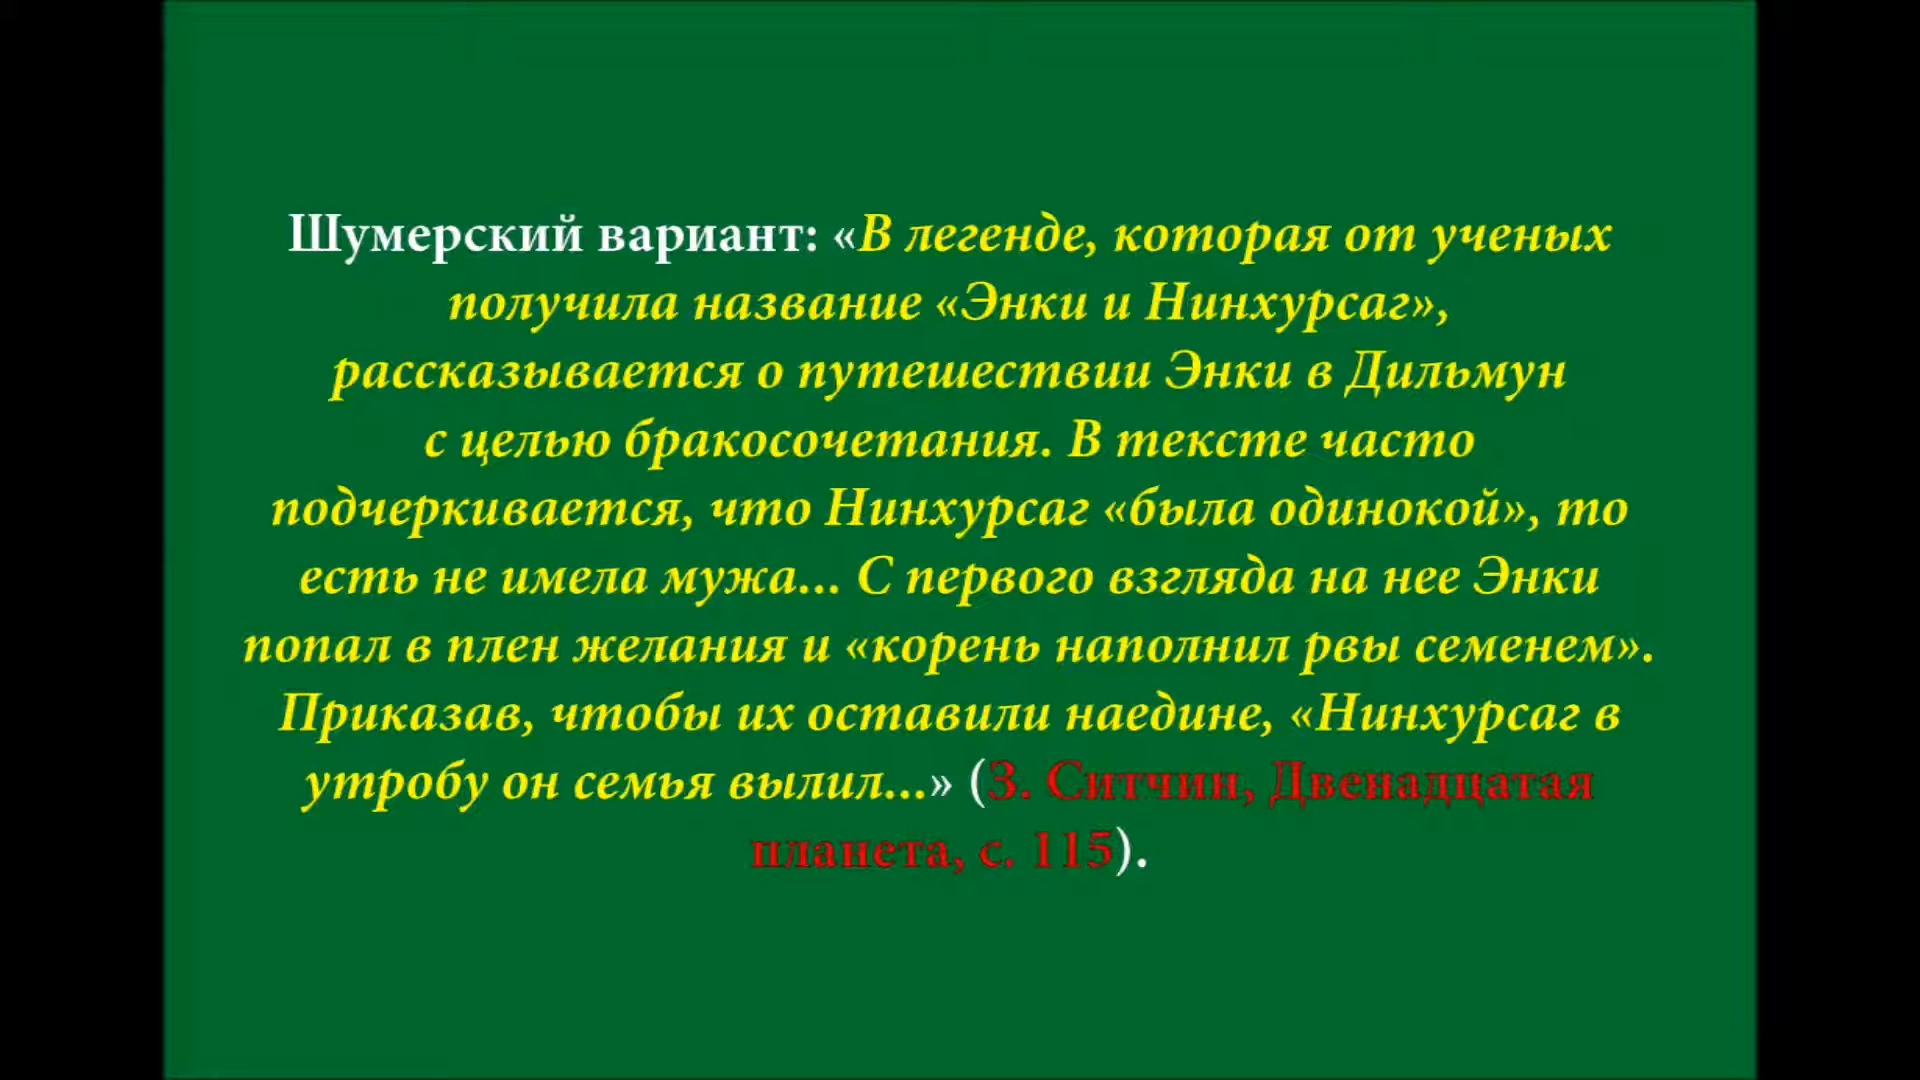 Шумерский вариант: «В легенде, которая от ученых
получила название «Энки и Нинхурсаг»,
рассказывается о путешествии Энки в Дильмун
с целью бракосочетания. В тексте часто
подчеркивается, что Нинхурсаг «была одинокой», то
есть не имела мужа... С первого взгляда на нее Энки
попал в плен желания и «корень наполнил рвы семенем».
Приказав, чтобы их оставили наедине, «Нинхурсаг в
утробу он семья вылил...» (З. Ситчин, Двенадцатая
планета, с. 115).